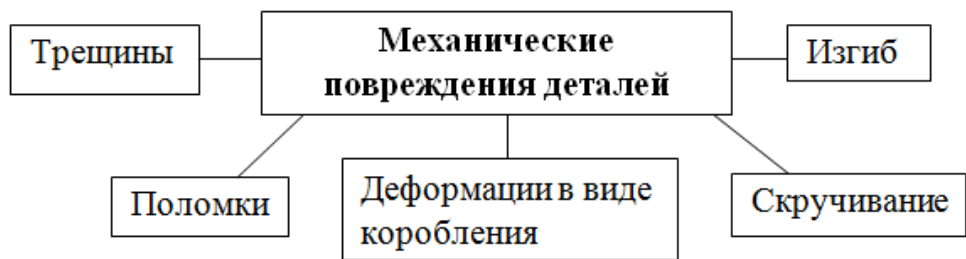 Трещины
Механические
повреждения деталей
Изгиб
Поломки
Деформации в виде
коробления
Скручивание